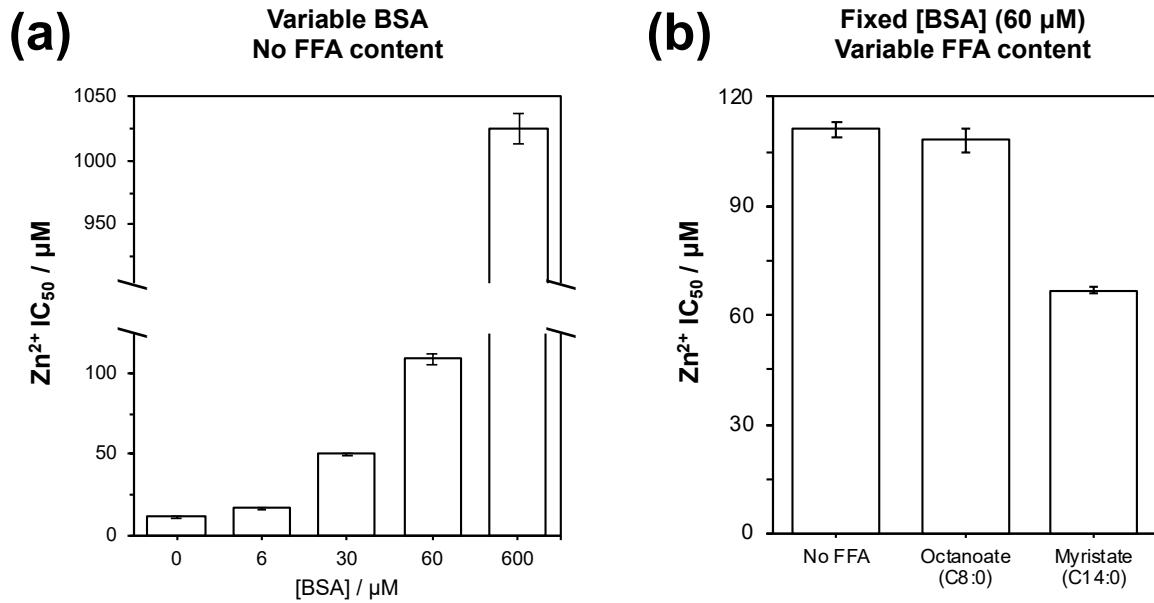 (a)
Variable BSA
No FFA content
Zn²⁺ IC₅₀ / µM
1050
1000
950
100
50
0
0 6 30 60 600
[BSA] / µM
(b)
Fixed [BSA] (60 µM)
Variable FFA content
Zn²⁺ IC₅₀ / µM
120
90
60
30
0
No FFA Octanoate Myristate
(C8:0) (C14:0)